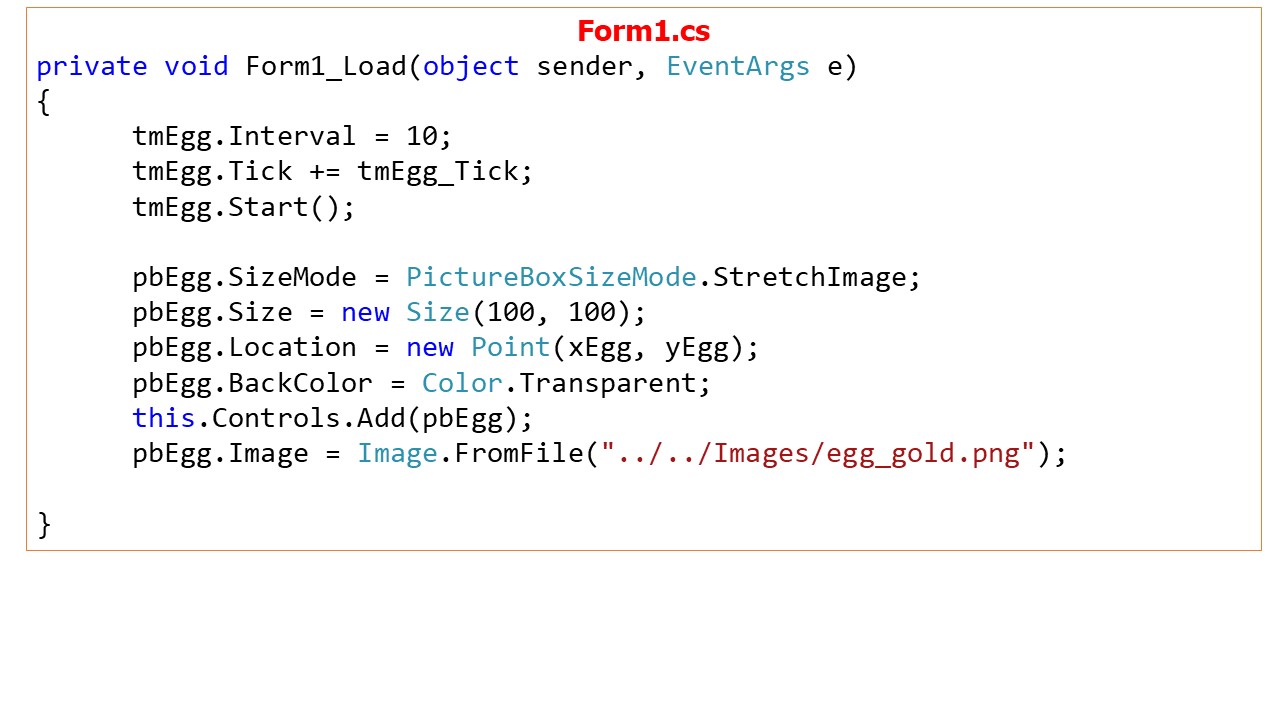 Form1.cs
private void Form1_Load(object sender, EventArgs e)
{
tmEgg.Interval = 10;
tmEgg.Tick += tmEgg_Tick;
tmEgg.Start();
pbEgg.SizeMode = PictureBoxSizeMode.StretchImage;
pbEgg.Size = new Size(100, 100);
pbEgg.Location = new Point(xEgg, yEgg);
pbEgg.BackColor = Color.Transparent;
this.Controls.Add(pbEgg);
pbEgg.Image = Image.FromFile("../../Images/egg_gold.png");
}